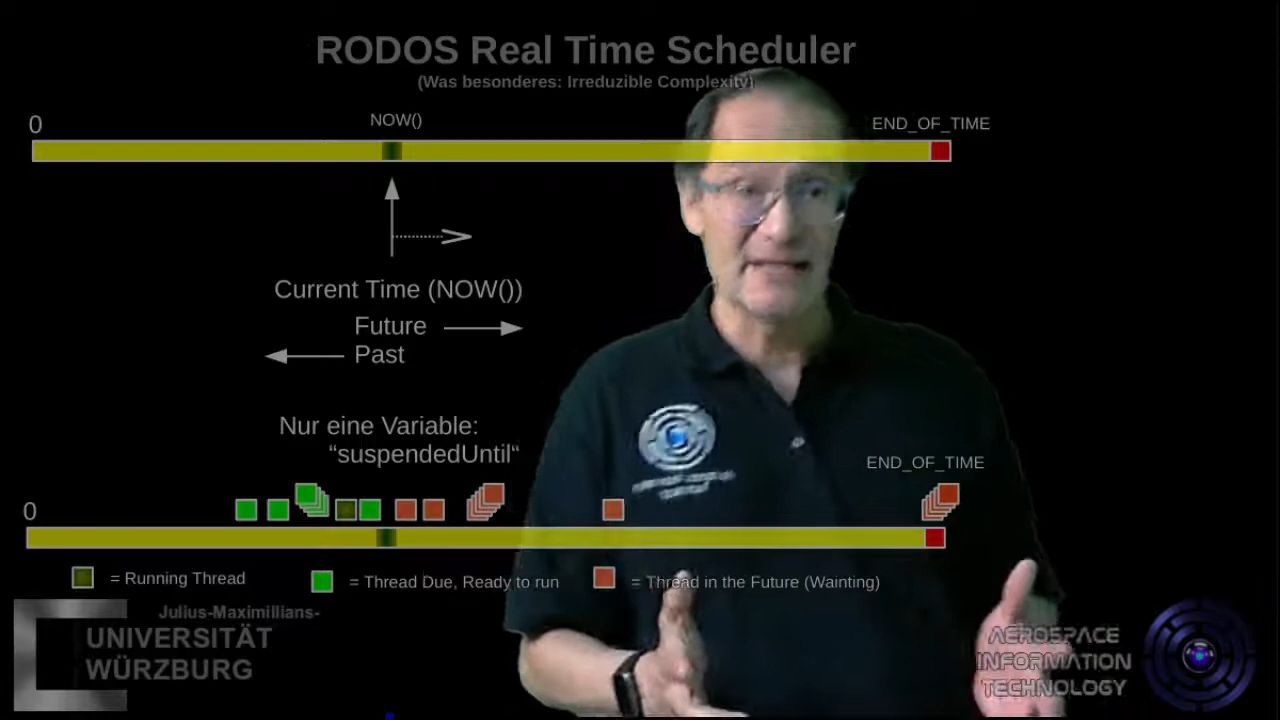 RODOS Real Time Scheduler
(Was besonderes: Irreduzible Complexity)
0
NOW()
END_OF_TIME
Current Time (NOW())
Future
Past
Nur eine Variable:
“suspendedUntil“
END_OF_TIME
0
= Running Thread
= Thread Due, Ready to run
= Thread in the Future (Wainting)
Julius-Maximillians-
UNIVERSITÄT
WÜRZBURG
AEROSPACE
INFORMATION
TECHNOLOGY